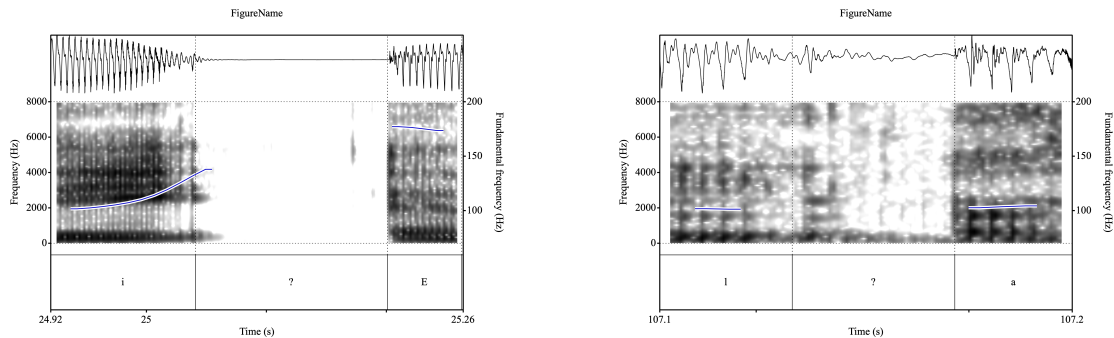 FigureName
8000
6000
4000
2000
0
Frequency (Hz)
200
150
100
Fundamental frequency (Hz)
i
?
E
24.92
25
25.26
Time (s)
FigureName
8000
6000
4000
2000
0
Frequency (Hz)
200
150
100
Fundamental frequency (Hz)
l
?
a
107.1
107.2
Time (s)